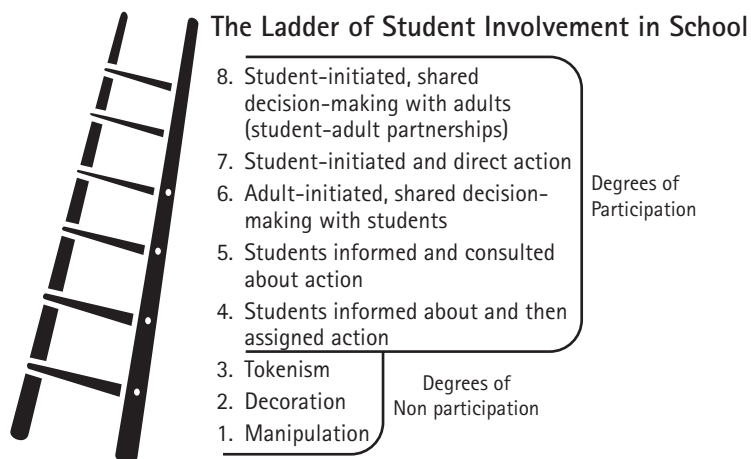 The Ladder of Student Involvement in School
8. Student-initiated, shared
decision-making with adults
(student-adult partnerships)
7. Student-initiated and direct action
6. Adult-initiated, shared decision-
making with students
5. Students informed and consulted
about action
4. Students informed about and then
assigned action
Degrees of
Participation
3. Tokenism
2. Decoration
1. Manipulation
Degrees of
Non participation